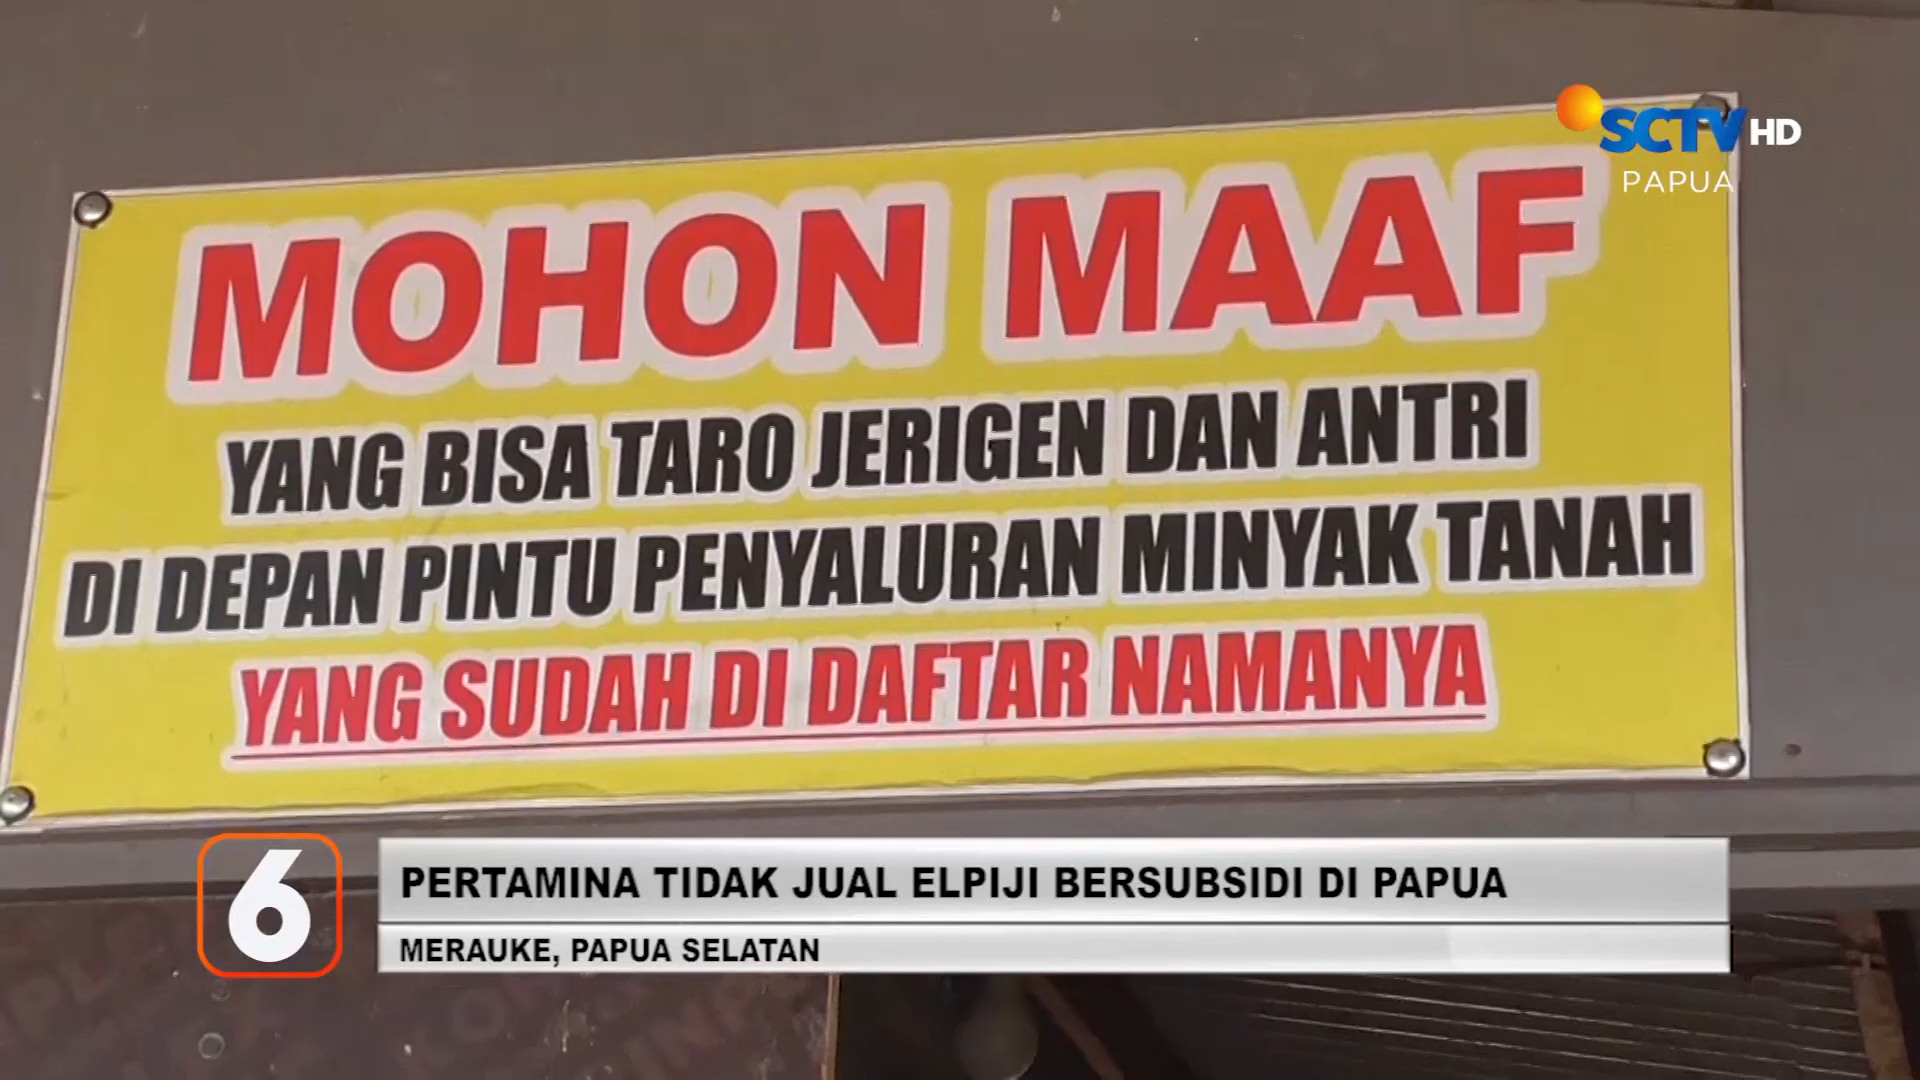 SCTV HD
PAPUA
MOHON MAAF
YANG BISA TARO JERIGEN DAN ANTRI
DI DEPAN PINTU PENYALURAN MINYAK TANAH
YANG SUDAH DI DAFTAR NAMANYA
6
PERTAMINA TIDAK JUAL ELPIJI BERSUBSIDI DI PAPUA
MERAUKE, PAPUA SELATAN